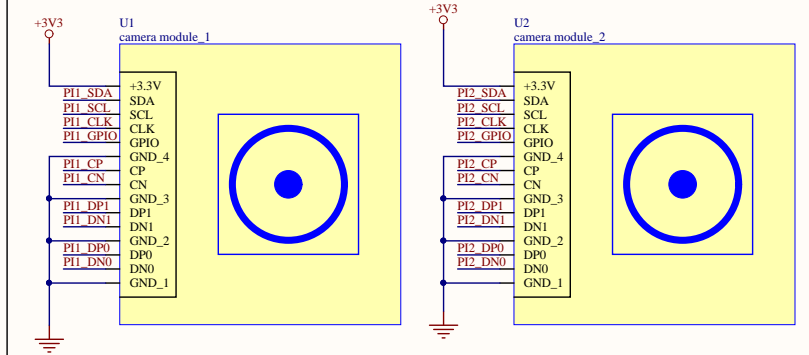 +3V3
U1
camera module_1
+3.3V
PI1_SDA
SDA
PI1_SCL
SCL
PI1_CLK
CLK
PI1_GPIO
GPIO
GND_4
PI1_CP
CP
PI1_CN
CN
GND_3
PI1_DP1
DP1
PI1_DN1
DN1
GND_2
PI1_DP0
DP0
PI1_DN0
DN0
GND_1
+3V3
U2
camera module_2
+3.3V
PI2_SDA
SDA
PI2_SCL
SCL
PI2_CLK
CLK
PI2_GPIO
GPIO
GND_4
PI2_CP
CP
PI2_CN
CN
GND_3
PI2_DP1
DP1
PI2_DN1
DN1
GND_2
PI2_DP0
DP0
PI2_DN0
DN0
GND_1